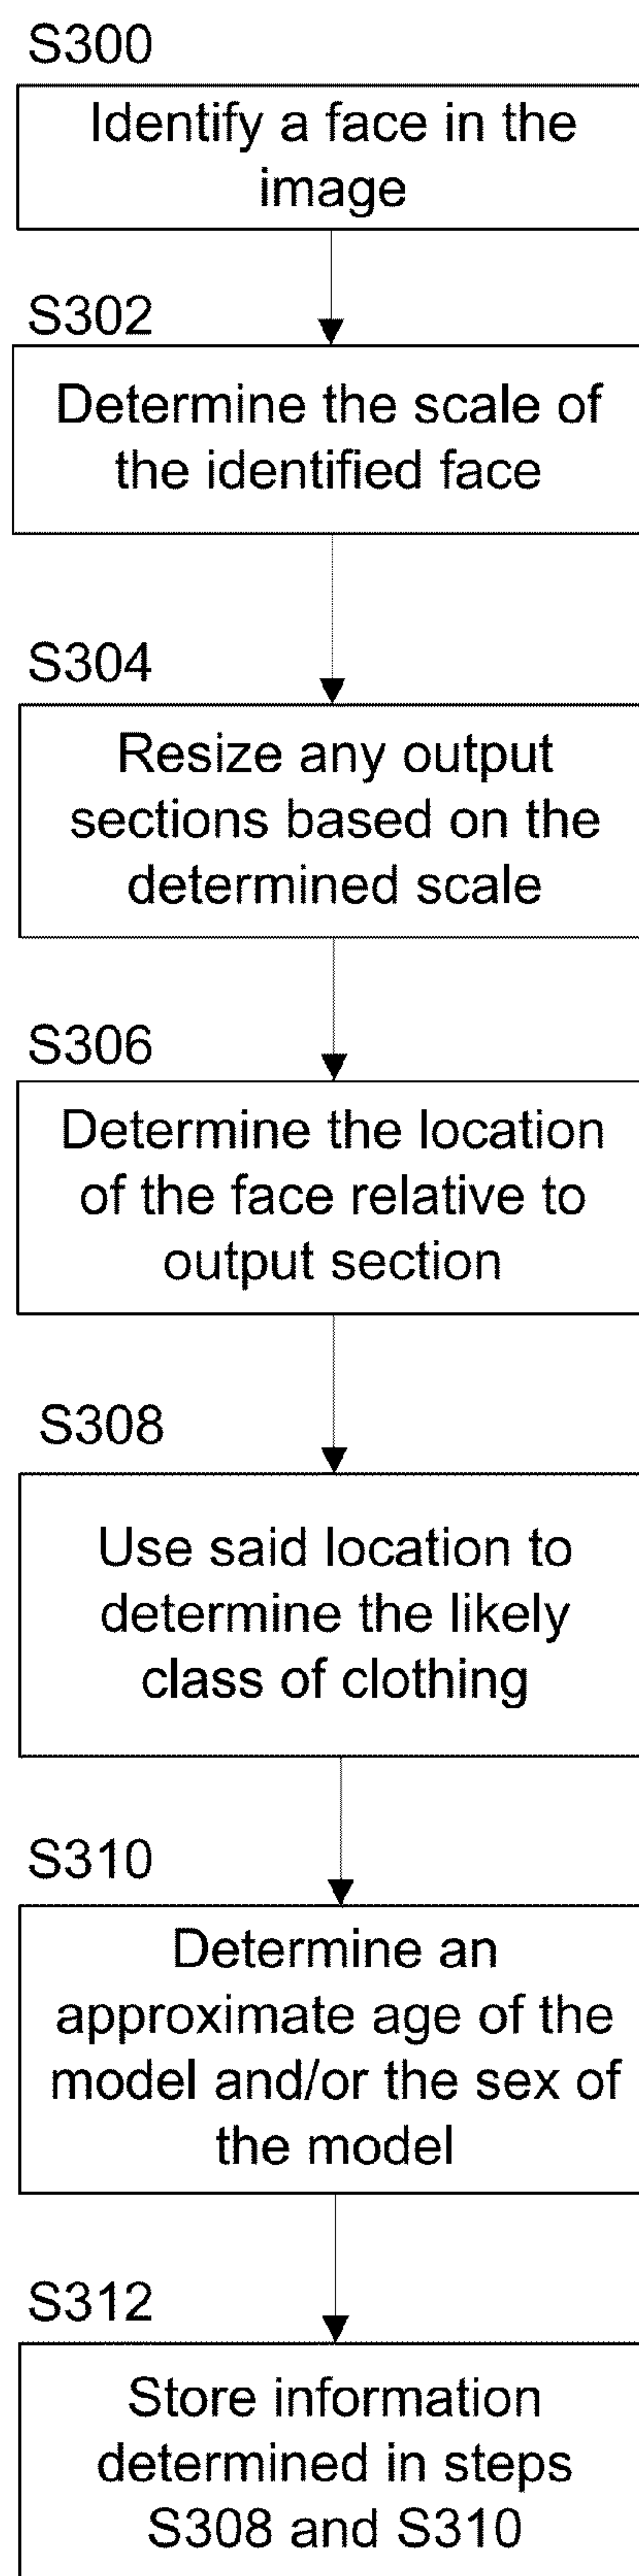 S300
Identify a face in the
image
S302
Determine the scale of
the identified face
S304
Resize any output
sections based on the
determined scale
S306
Determine the location
of the face relative to
output section
S308
Use said location to
determine the likely
class of clothing
S310
Determine an
approximate age of the
model and/or the sex of
the model
S312
Store information
determined in steps
S308 and S310